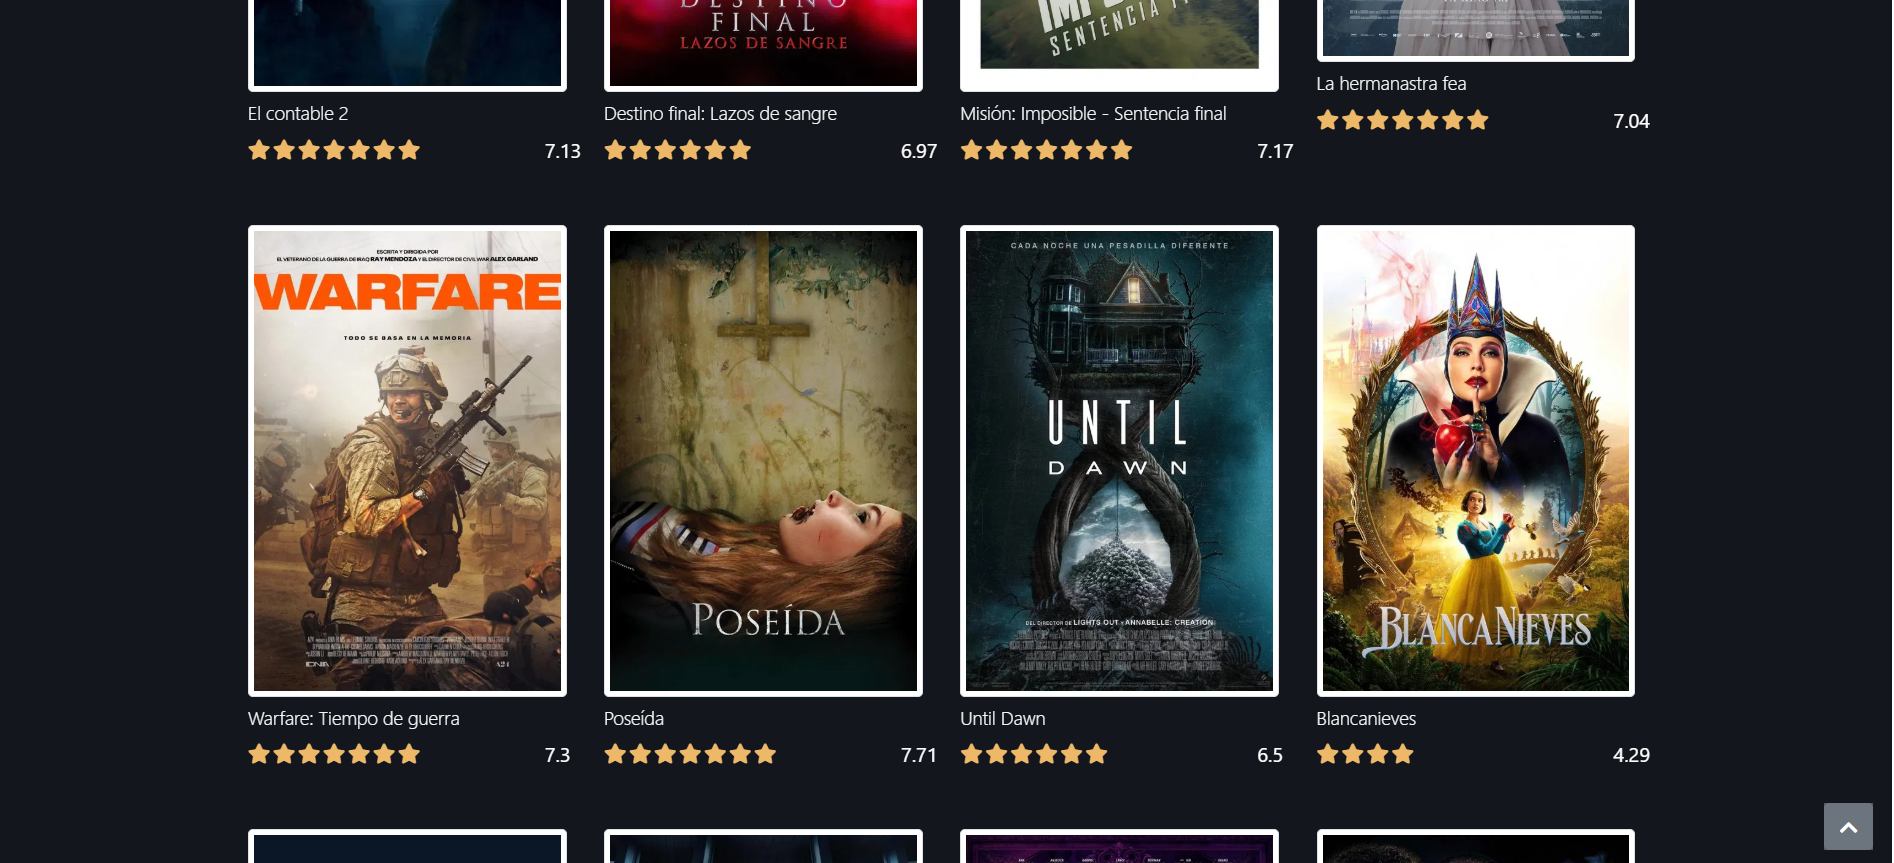 DESTINO
FINAL
LAZOS DE SANGRE
SENTENCIA
El contable 2
7.13
Destino final: Lazos de sangre
6.97
Misión: Imposible - Sentencia final
7.17
La hermanastra fea
7.04
ESCRITA Y DIRIGIDA POR
EL VETERANO DE LA GUERRA DE IRAQ RAY MENDOZA Y EL DIRECTOR DE CIVIL WAR ALEX GARLAND
WARFARE
TODO SE BASA EN LA MEMORIA
A24
Warfare: Tiempo de guerra
7.3
POSEÍDA
Poseída
7.71
CADA NOCHE UNA PESADILLA DIFERENTE
UNTIL
DAWN
DEL DIRECTOR DE LIGHTS OUT Y ANNABELLE: CREATION
Until Dawn
6.5
BLANCANIEVES
Blancanieves
4.29